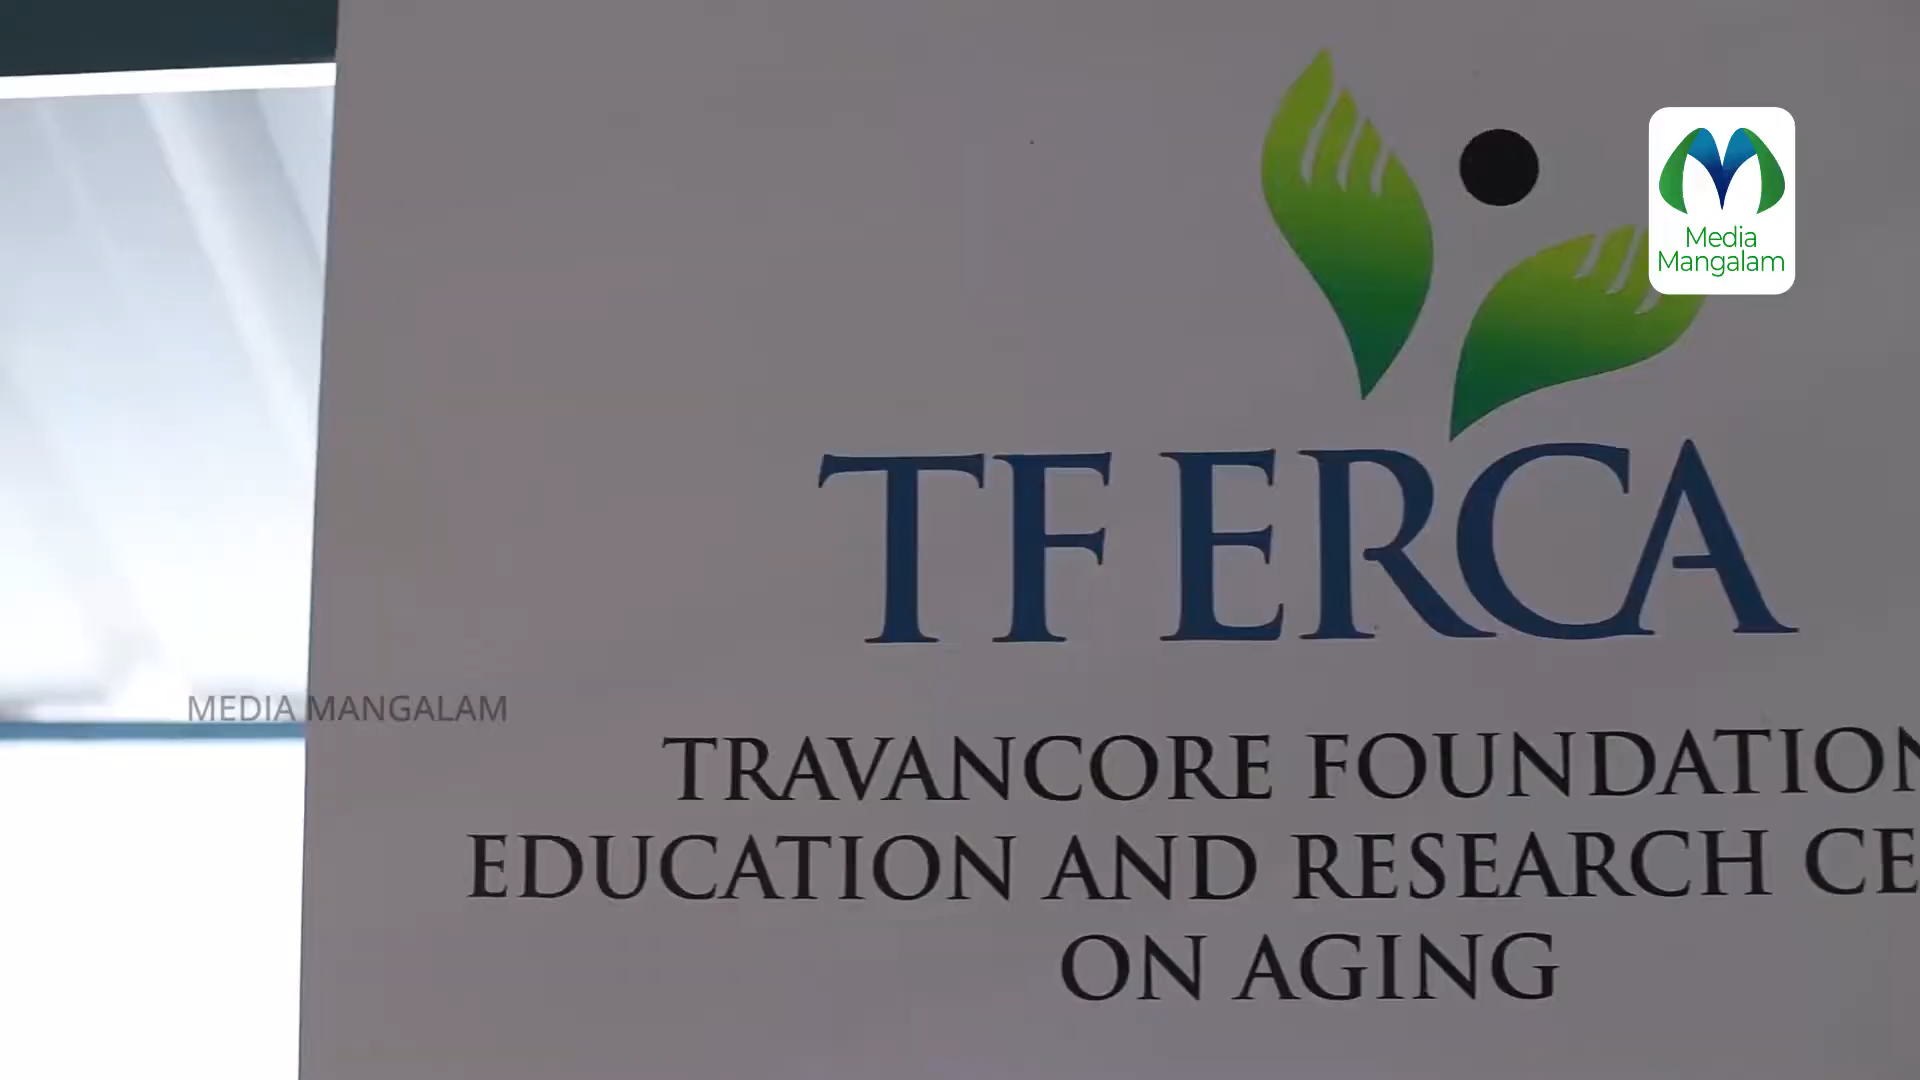 Media
Mangalam
TF ERCA
MEDIA MANGALAM
TRAVANCORE FOUNDATION
EDUCATION AND RESEARCH CE
ON AGING